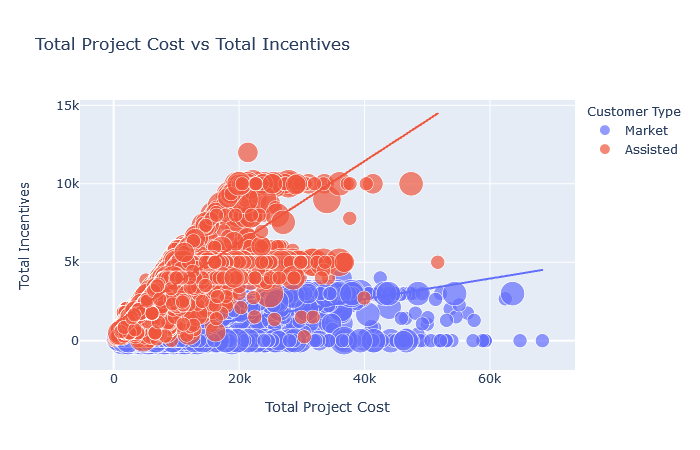 Total Project Cost vs Total Incentives
Customer Type
Market
Assisted
15k
10k
5k
0
Total Incentives
0
20k
40k
60k
Total Project Cost